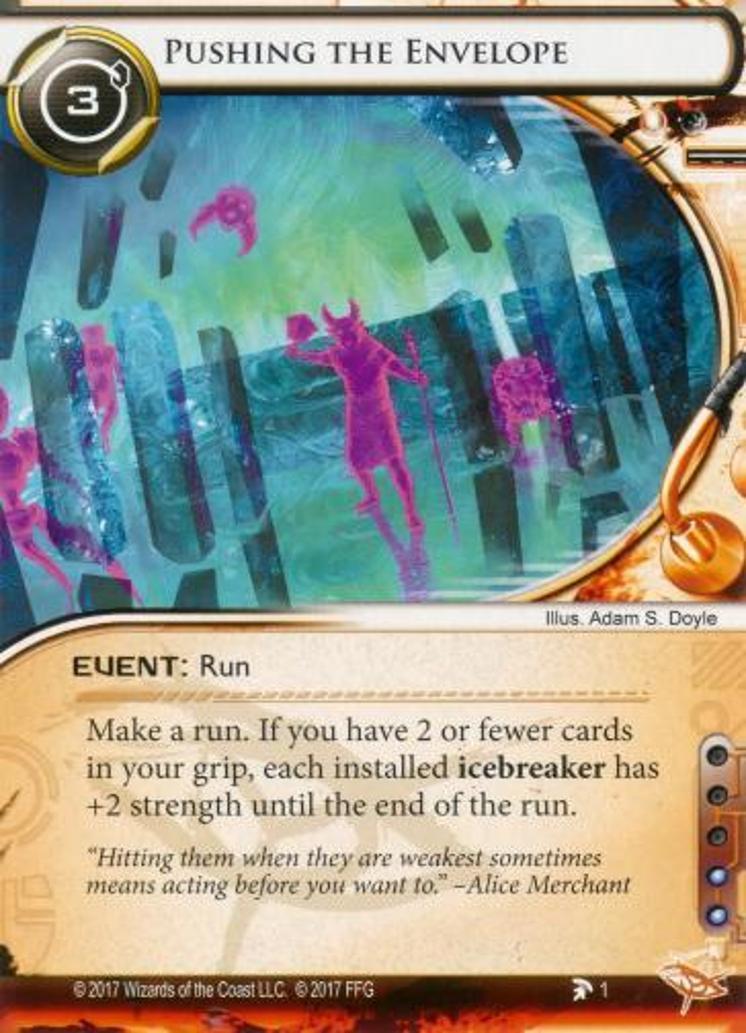 PUSHING THE ENVELOPE
3
Illus. Adam S. Doyle
EVENT: Run
Make a run. If you have 2 or fewer cards
in your grip, each installed icebreaker has
+2 strength until the end of the run.
“Hitting them when they are weakest sometimes
means acting before you want to.” –Alice Merchant
© 2017 Wizards of the Coast LLC. © 2017 FFG
1